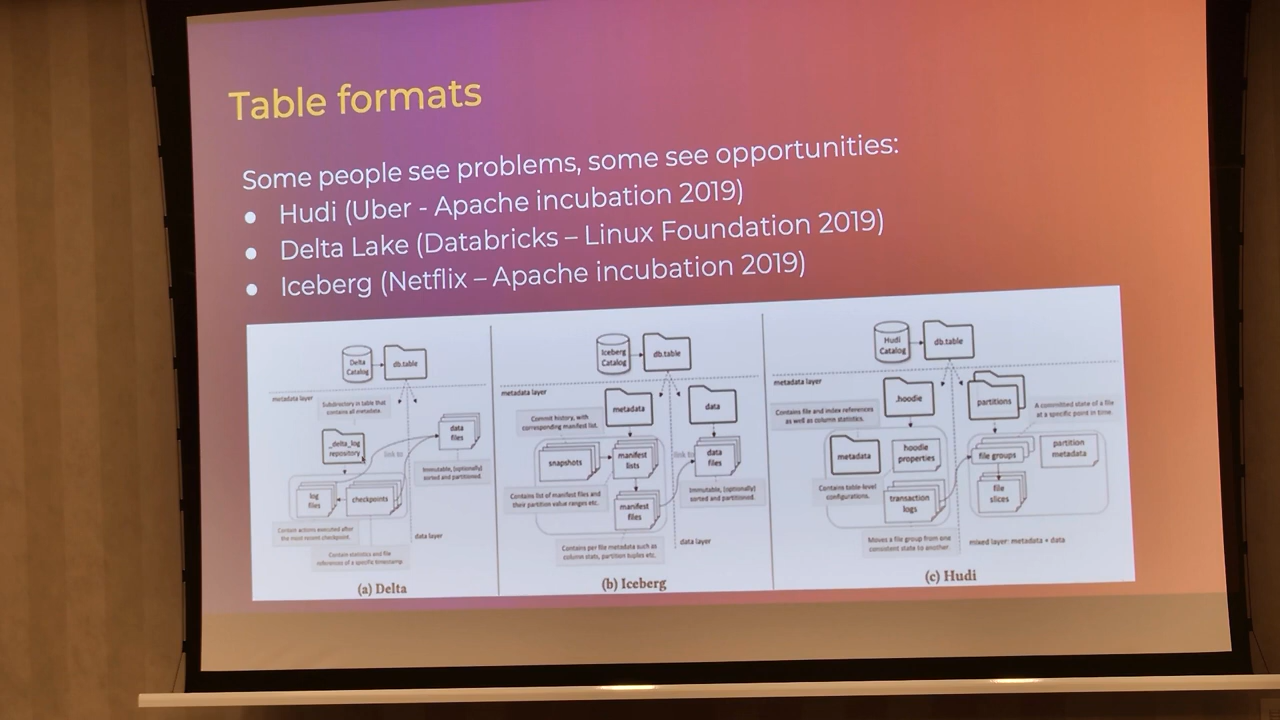 Table formats
Some people see problems, some see opportunities:
● Hudi (Uber - Apache incubation 2019)
● Delta Lake (Databricks – Linux Foundation 2019)
● Iceberg (Netflix – Apache incubation 2019)
Delta
Catalog
db.table
metadata layer
Subdirectory in table that
contains all metadata.
_delta_log
repository
link to
data
files
Immutable, (optionally)
sorted and partitioned.
log
files
checkpoints
Contain actions executed after
the most recent checkpoint.
Contain statistics and file
references of a specific timestamp
data layer
(a) Delta
Iceberg
Catalog
db.table
metadata layer
metadata
data
Commit history, with
corresponding manifest list.
snapshots
manifest
lists
link to
data
files
Contains list of manifest files and
their partition value ranges etc.
manifest
files
Immutable, (optionally)
sorted and partitioned.
Contains per file metadata such as
column stats, partition tuples etc.
data layer
(b) Iceberg
Hudi
Catalog
db.table
metadata layer
.hoodie
partitions
Contains file and index references
as well as column statistics.
A committed state of a file
at a specific point in time.
metadata
hoodie
properties
file groups
partition
metadata
Contains table-level
configurations.
transaction
logs
file
slices
Moves a file group from one
consistent state to another
mixed layer: metadata + data
(c) Hudi